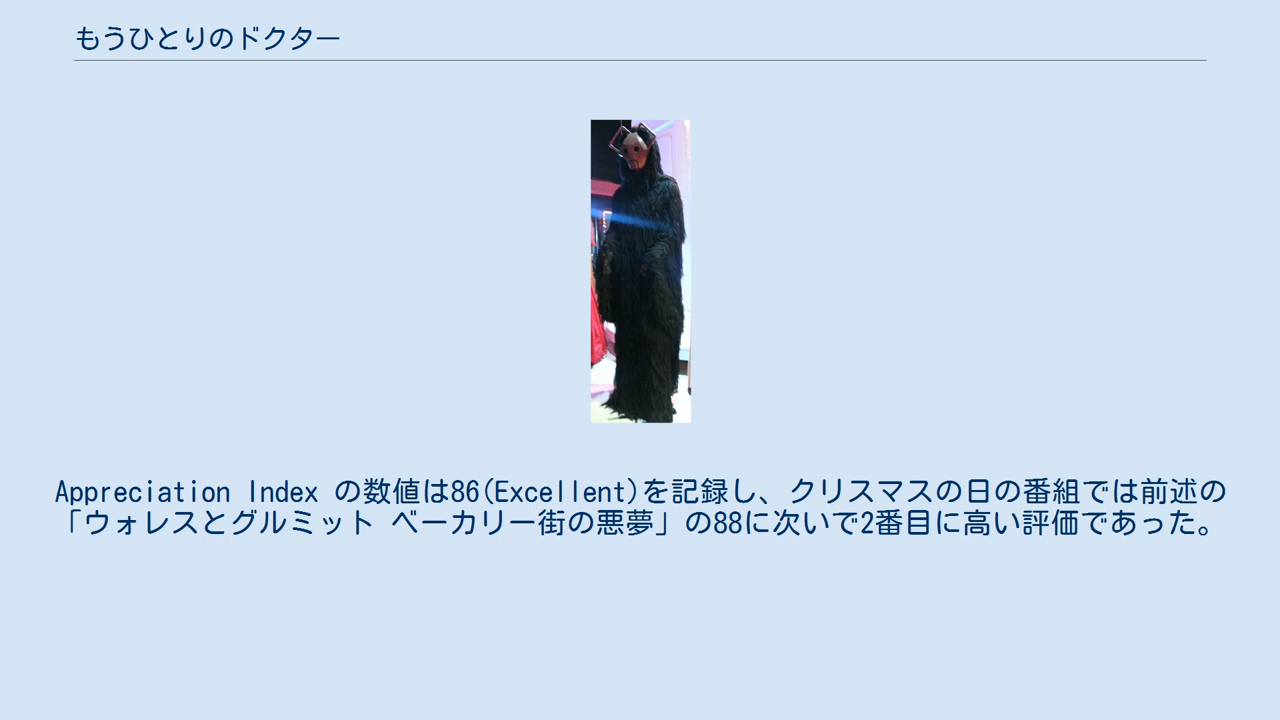 もうひとりのドクター
Appreciation Index の数値は86(Excellent)を記録し、クリスマスの日の番組では前述の
「ウォレスとグルミット ベーカリー街の悪夢」の88に次いで2番目に高い評価であった。